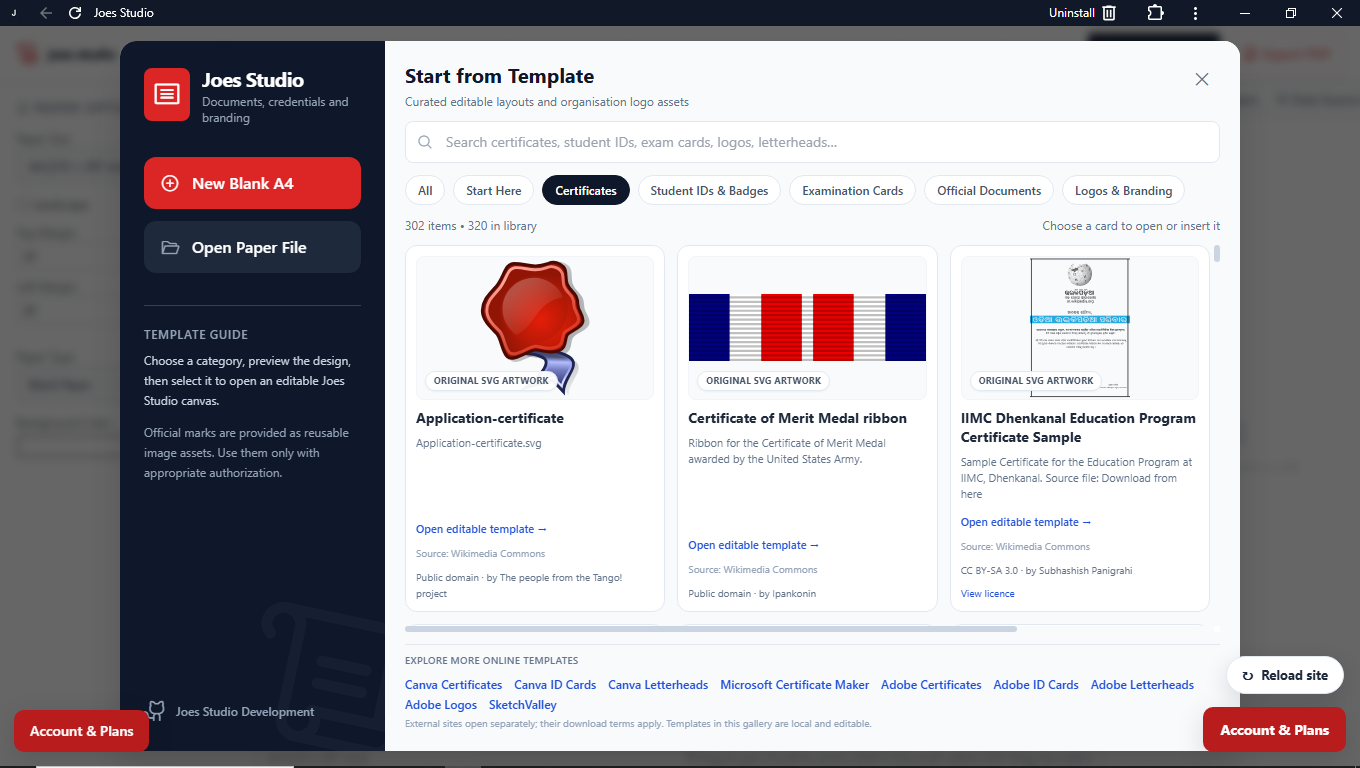 J
Joes Studio
Uninstall
Joes Studio
Documents, credentials and
branding
New Blank A4
Open Paper File
TEMPLATE GUIDE
Choose a category, preview the design,
then select it to open an editable Joes
Studio canvas.
Official marks are provided as reusable
image assets. Use them only with
appropriate authorization.
Joes Studio Development
Account & Plans
Start from Template
Curated editable layouts and organisation logo assets
Search certificates, student IDs, exam cards, logos, letterheads...
All
Start Here
Certificates
Student IDs & Badges
Examination Cards
Official Documents
Logos & Branding
302 items • 320 in library
Choose a card to open or insert it
ORIGINAL SVG ARTWORK
Application-certificate
Application-certificate.svg
Open editable template →
Source: Wikimedia Commons
Public domain · by The people from the Tango!
project
ORIGINAL SVG ARTWORK
Certificate of Merit Medal ribbon
Ribbon for the Certificate of Merit Medal
awarded by the United States Army.
Open editable template →
Source: Wikimedia Commons
Public domain · by Ipankonin
ORIGINAL SVG ARTWORK
IIMC Dhenkanal Education Program
Certificate Sample
Sample Certificate for the Education Program at
IIMC, Dhenkanal. Source file: Download from
here
Open editable template →
Source: Wikimedia Commons
CC BY-SA 3.0 · by Subhashish Panigrahi
View licence
EXPLORE MORE ONLINE TEMPLATES
Canva Certificates
Canva ID Cards
Canva Letterheads
Microsoft Certificate Maker
Adobe Certificates
Adobe ID Cards
Adobe Letterheads
Adobe Logos
SketchValley
External sites open separately; their download terms apply. Templates in this gallery are local and editable.
Reload site
Account & Plans